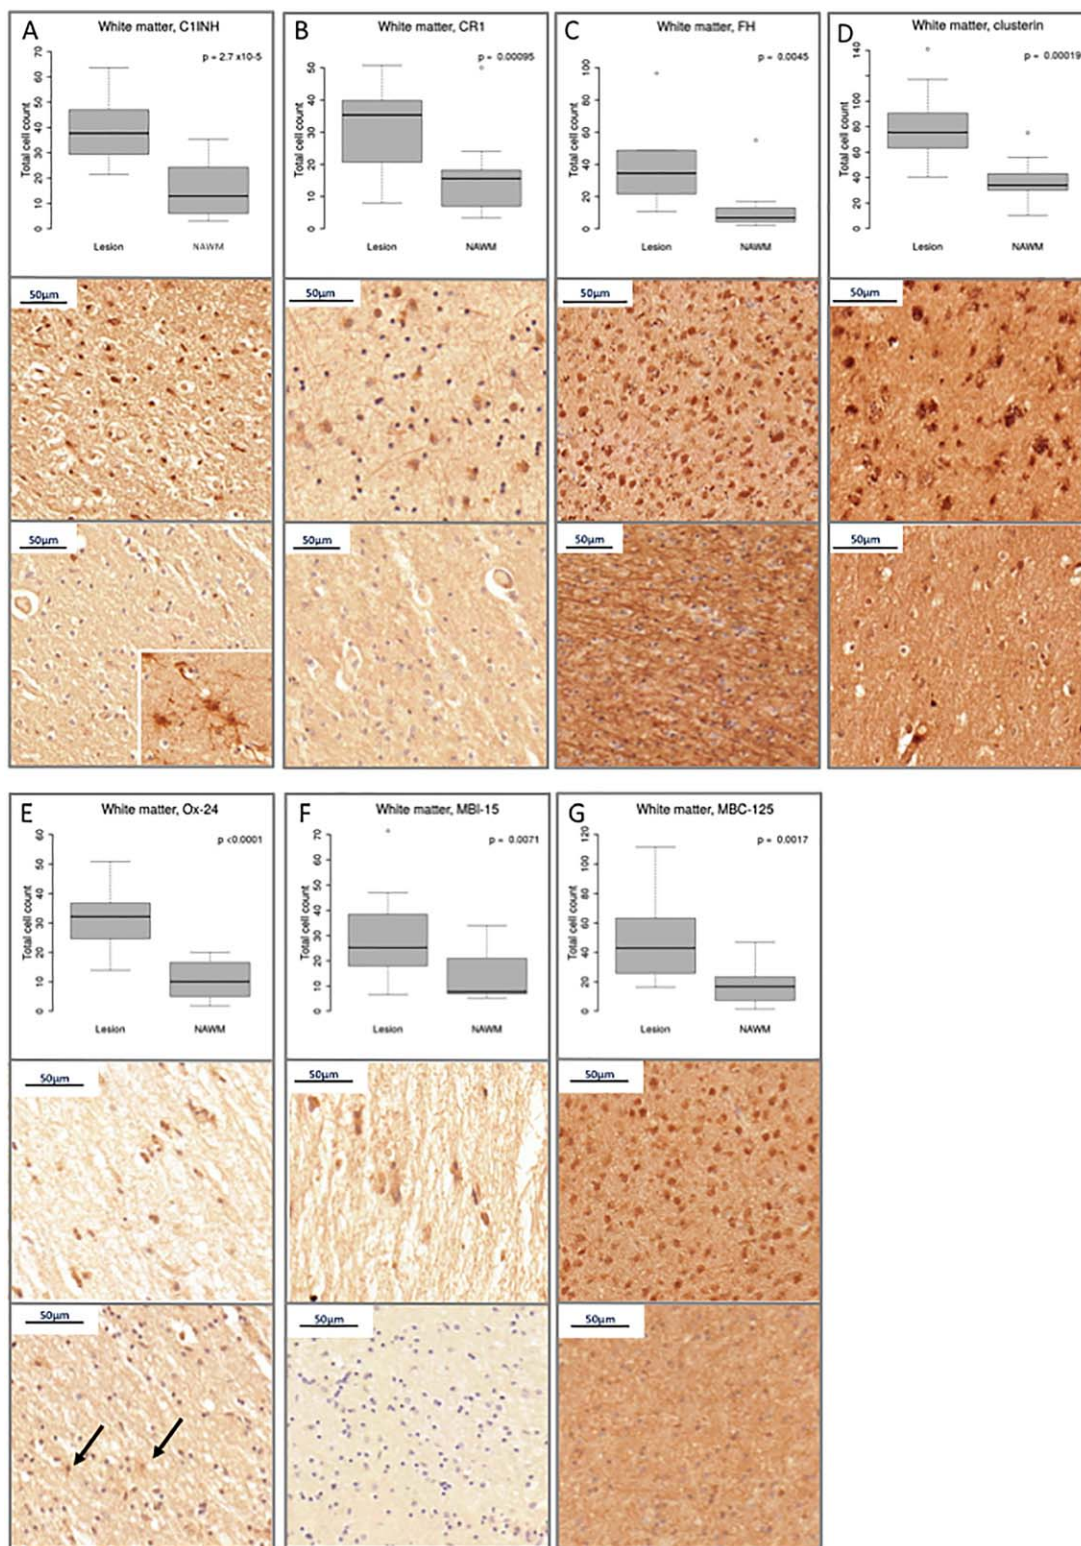 A
White matter, C1INH
p = 2.7 x10-5
Total cell count
70
60
50
40
30
20
10
0
Lesion
NAWM
50µm
50µm
B
White matter, CR1
p = 0.00095
Total cell count
50
40
30
20
10
0
Lesion
NAWM
50µm
50µm
C
White matter, FH
p = 0.0045
Total cell count
100
80
60
40
20
0
Lesion
NAWM
50µm
50µm
D
White matter, clusterin
p = 0.00019
Total cell count
140
100
80
60
40
20
0
Lesion
NAWM
50µm
50µm
E
White matter, Ox-24
p <0.0001
Total cell count
60
50
40
30
20
10
0
Lesion
NAWM
50µm
50µm
F
White matter, MBI-15
p = 0.0071
Total cell count
70
60
50
40
30
20
10
0
Lesion
NAWM
50µm
50µm
G
White matter, MBC-125
p = 0.0017
Total cell count
120
100
80
60
40
20
0
Lesion
NAWM
50µm
50µm